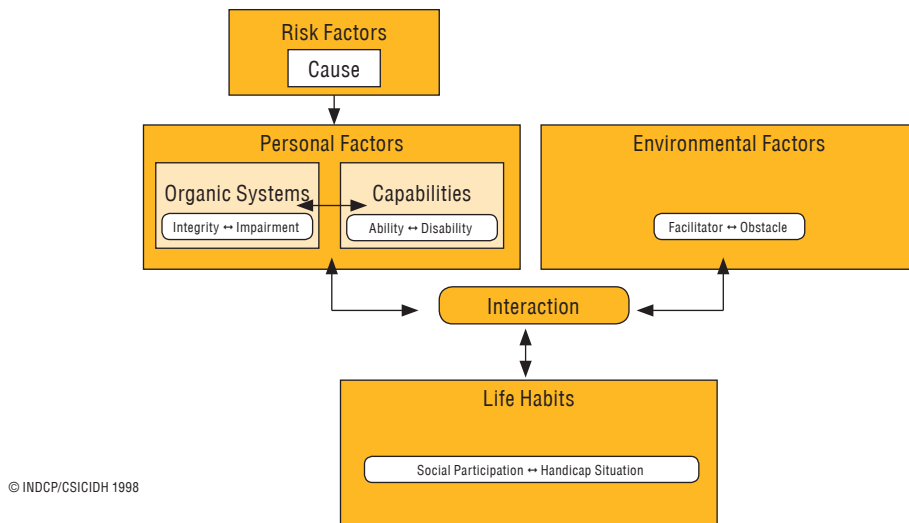 Risk Factors
Cause
Personal Factors
Environmental Factors
Organic Systems
Capabilities
Integrity ↔ Impairment
Ability ↔ Disability
Facilitator ↔ Obstacle
Interaction
Life Habits
Social Participation ↔ Handicap Situation
© INDCP/CSICIDH 1998